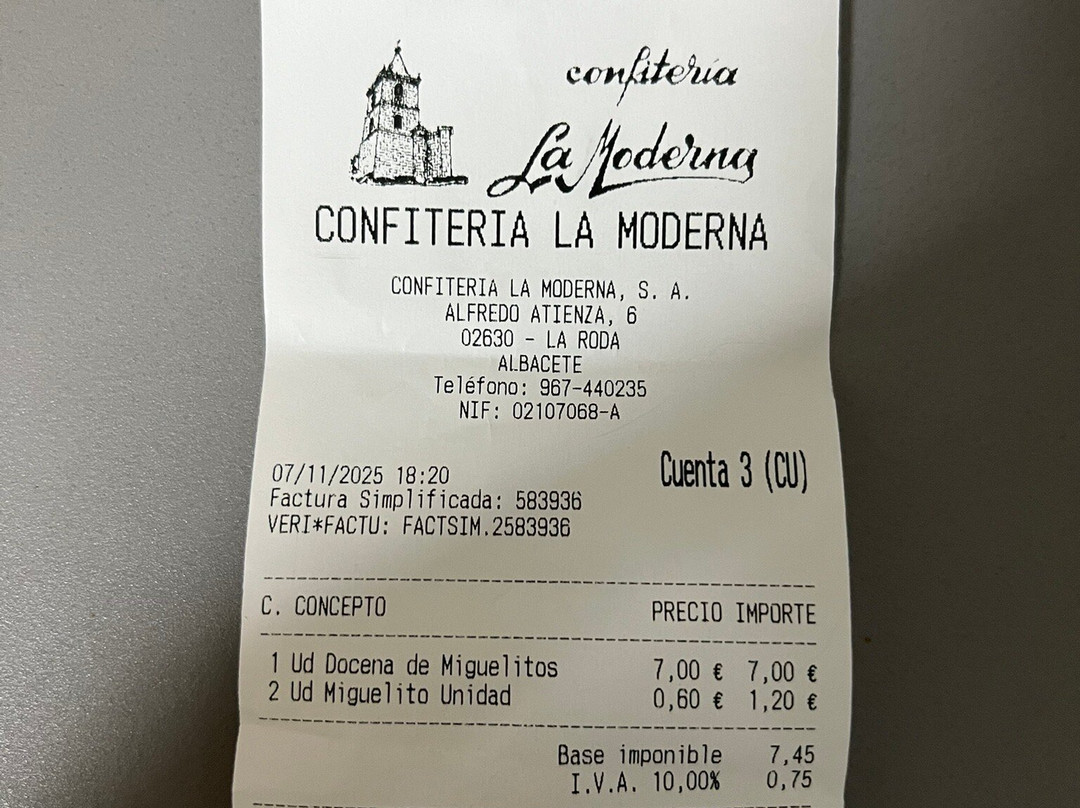 confitería
La Moderna
CONFITERIA LA MODERNA
CONFITERIA LA MODERNA, S. A.
ALFREDO ATIENZA, 6
02630 - LA RODA
ALBACETE
Teléfono: 967-440235
NIF: 02107068-A
Cuenta 3 (CU)
07/11/2025 18:20
Factura Simplificada: 583936
VERI*FACTU: FACTSIM.2583936
C. CONCEPTO PRECIO IMPORTE
1 Ud Docena de Miguelitos 7,00 € 7,00 €
2 Ud Miguelito Unidad 0,60 € 1,20 €
Base imponible 7,45
I.V.A. 10,00% 0,75